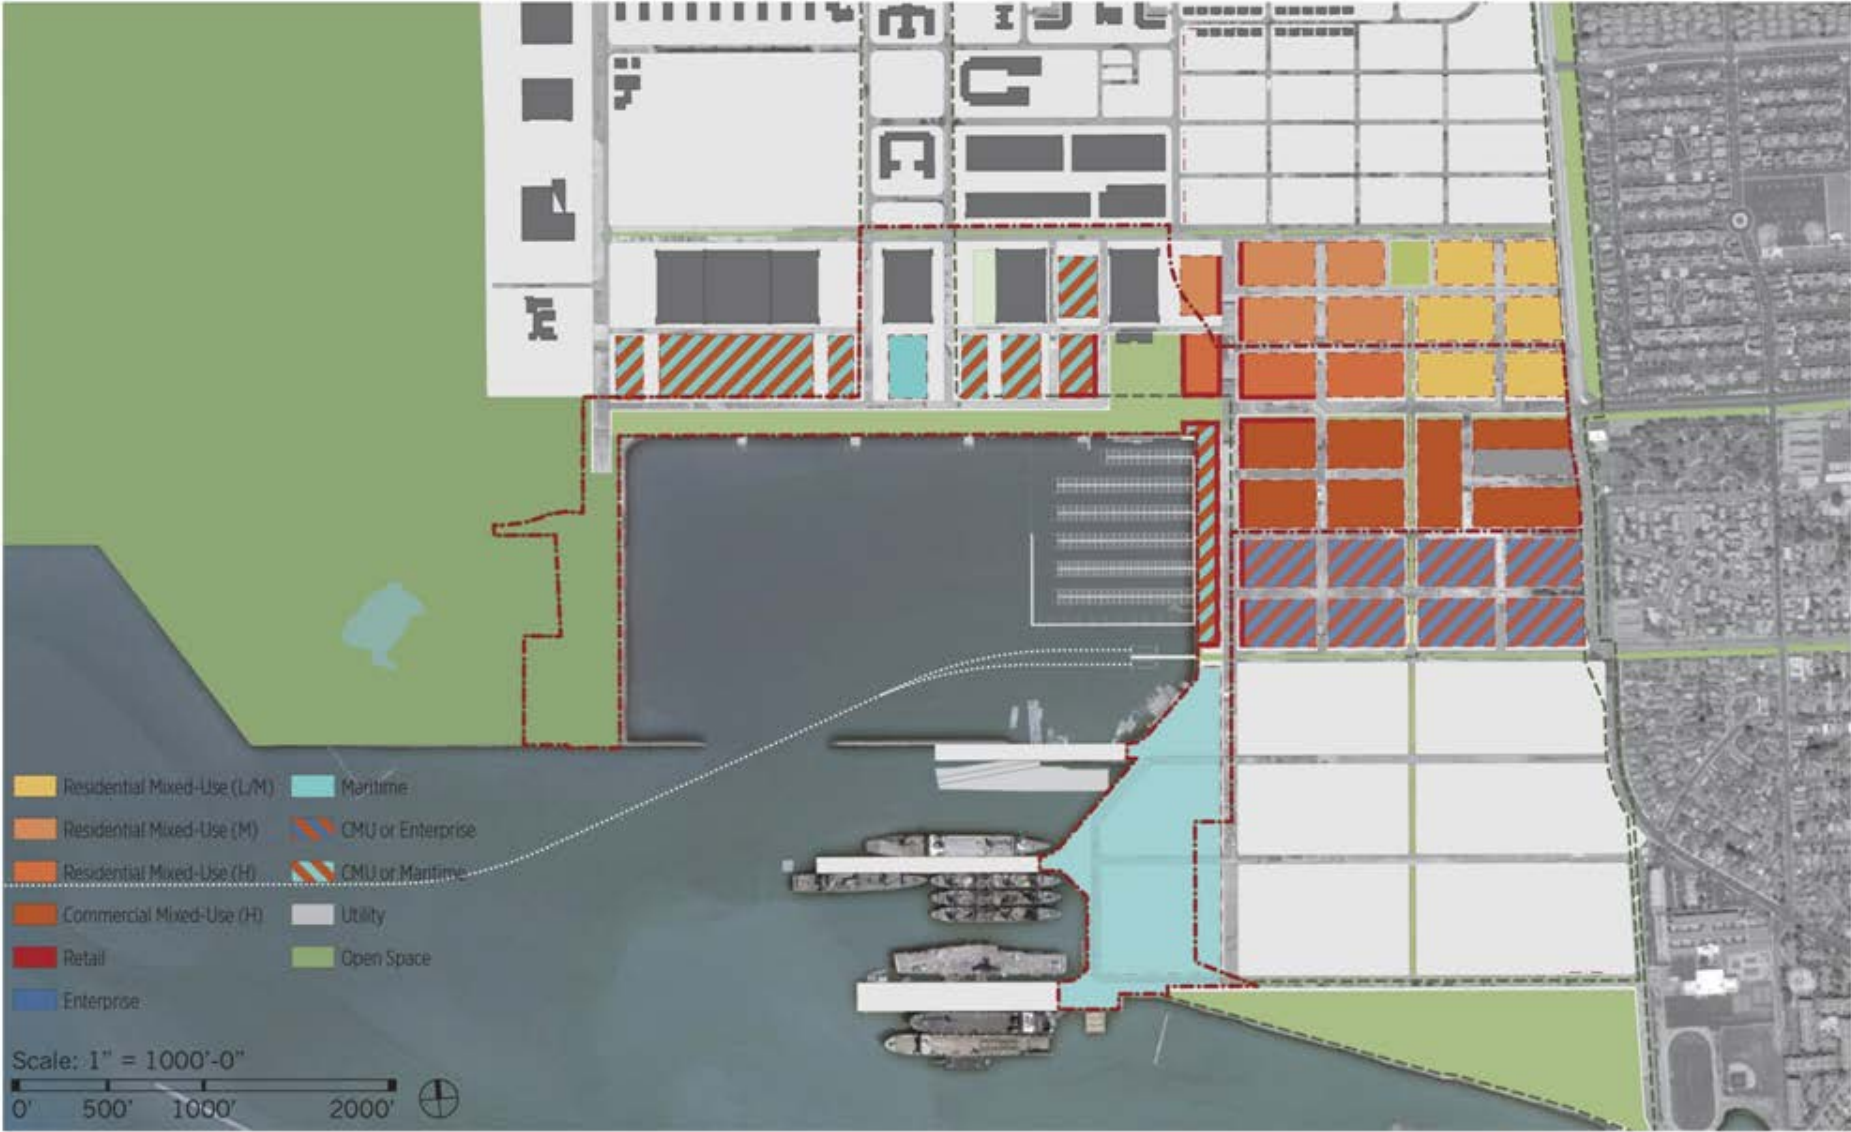 Residential Mixed-Use (L/M)
Residential Mixed-Use (M)
Residential Mixed-Use (H)
Commercial Mixed-Use (H)
Retail
Enterprise
Maritime
CMU or Enterprise
CMU or Maritime
Utility
Open Space
Scale: 1" = 1000'-0"
0' 500' 1000' 2000'